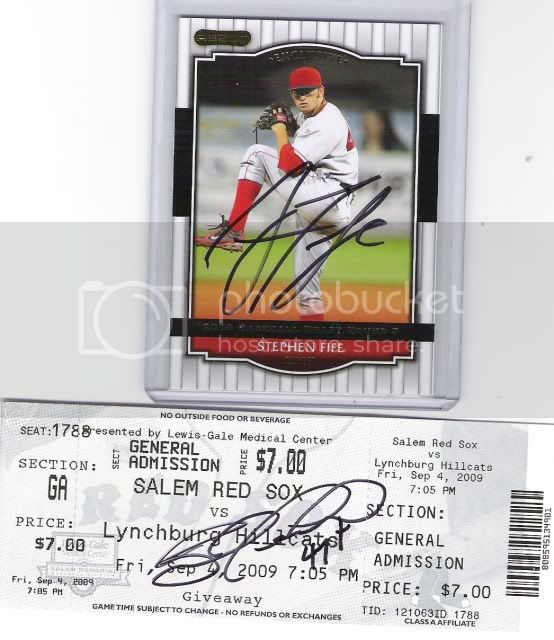 RAZOR
EXCLUSIVE
2008 BASEBALL DRAFT ROUND 3
STEPHEN FIFE
photobucket
host. store. share.
NO OUTSIDE FOOD OR BEVERAGE
SEAT:1788 Presented by Lewis-Gale Medical Center
SECTION: GA
SECT GENERAL ADMISSION PRICE $7.00
SALEM RED SOX
VS
Lynchburg Hillcats
Fri, Sep 4, 2009 7:05 PM
Giveaway
PRICE:
$7.00
Fri, Sep 4, 2009
7:05 PM
GAME TIME SUBJECT TO CHANGE - NO REFUNDS OR EXCHANGES
Salem Red Sox
vs
Lynchburg Hillcats
Fri, Sep 4, 2009
7:05 PM
SECTION:
GENERAL
ADMISSION
PRICE: $7.00
TID: 121063ID 1788
CLASS A AFFILIATE
808595134901